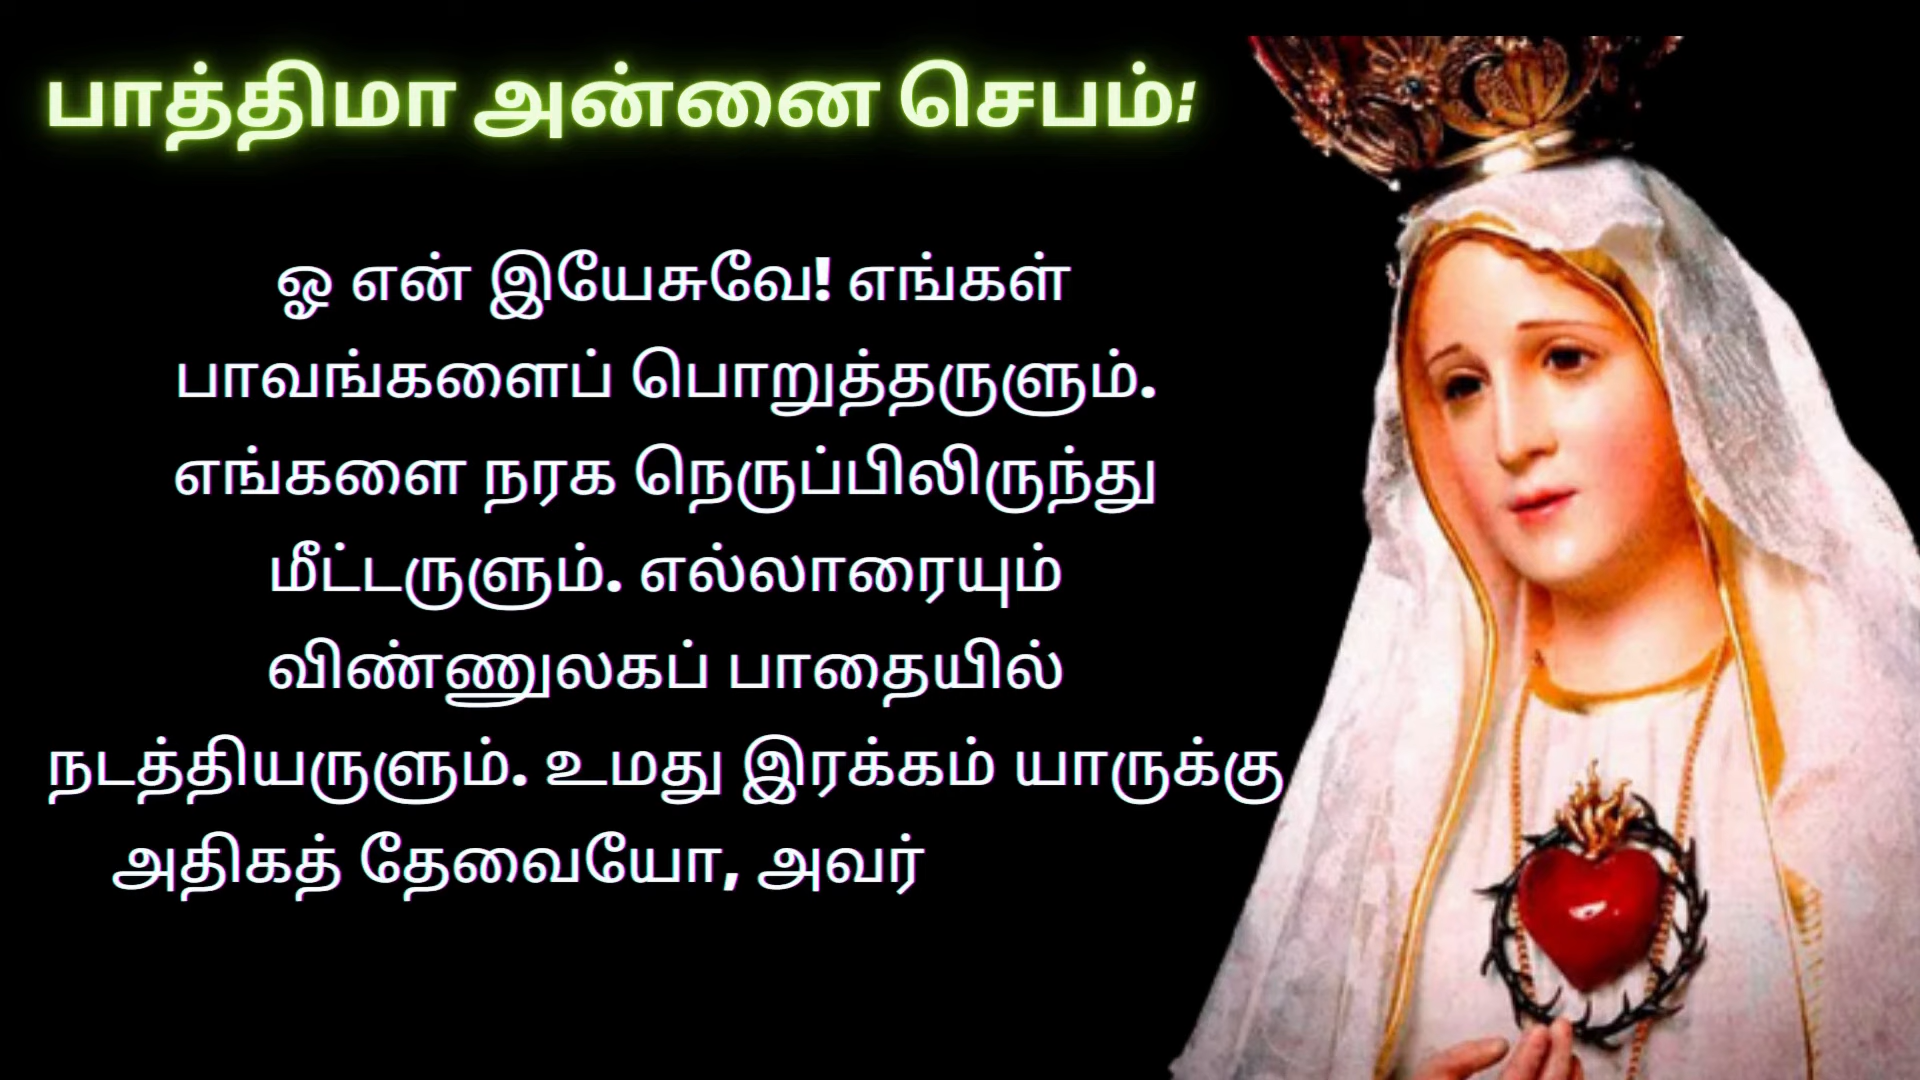 பாத்திமா அன்னை செபம்:
ஓ என் இயேசுவே! எங்கள்
பாவங்களைப் பொறுத்தருளும்.
எங்களை நரக நெருப்பிலிருந்து
மீட்டருளும். எல்லாரையும்
விண்ணுலகப் பாதையில்
நடத்தியருளும். உமது இரக்கம் யாருக்கு
அதிகத் தேவையோ, அவர்